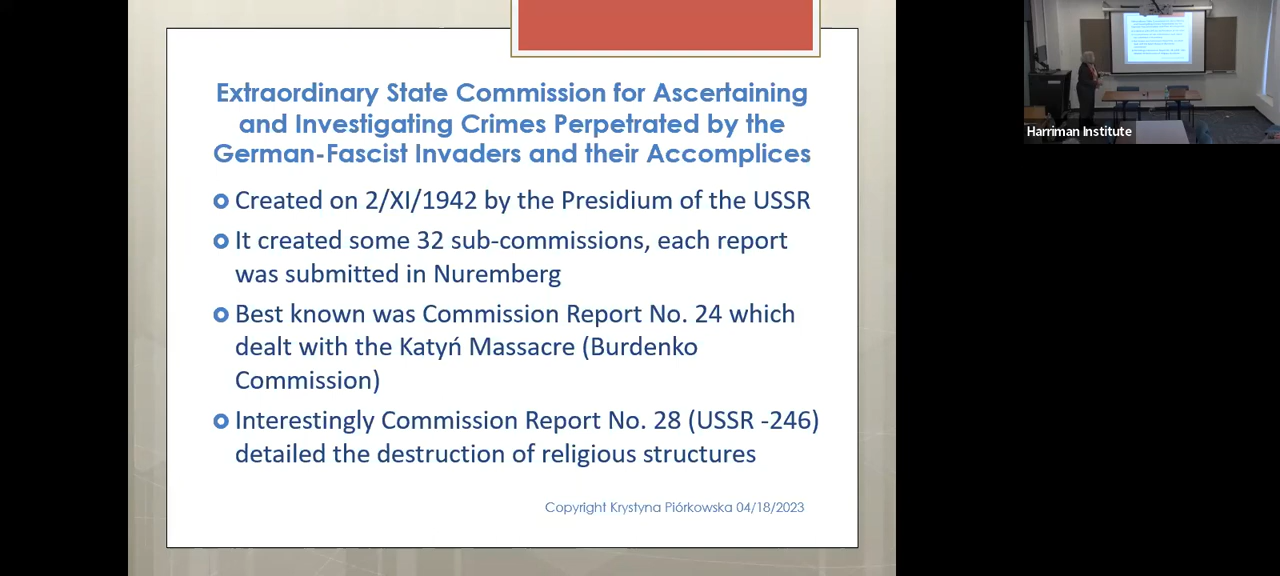 Extraordinary State Commission for Ascertaining
and Investigating Crimes Perpetrated by the
German-Fascist Invaders and their Accomplices
Created on 2/XI/1942 by the Presidium of the USSR
It created some 32 sub-commissions, each report
was submitted in Nuremberg
Best known was Commission Report No. 24 which
dealt with the Katyń Massacre (Burdenko
Commission)
Interestingly Commission Report No. 28 (USSR -246)
detailed the destruction of religious structures
Copyright Krystyna Piórkowska 04/18/2023
Harriman Institute